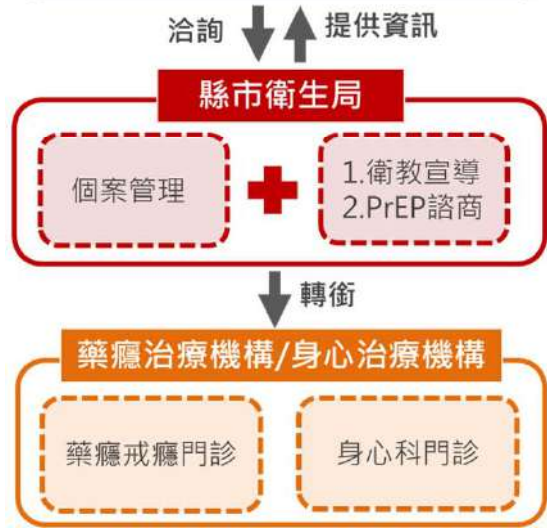 洽詢
提供資訊
縣市衛生局
個案管理
1.衛教宣導
2.PrEP諮商
轉銜
藥癮治療機構/身心治療機構
藥癮戒癮門診
身心科門診